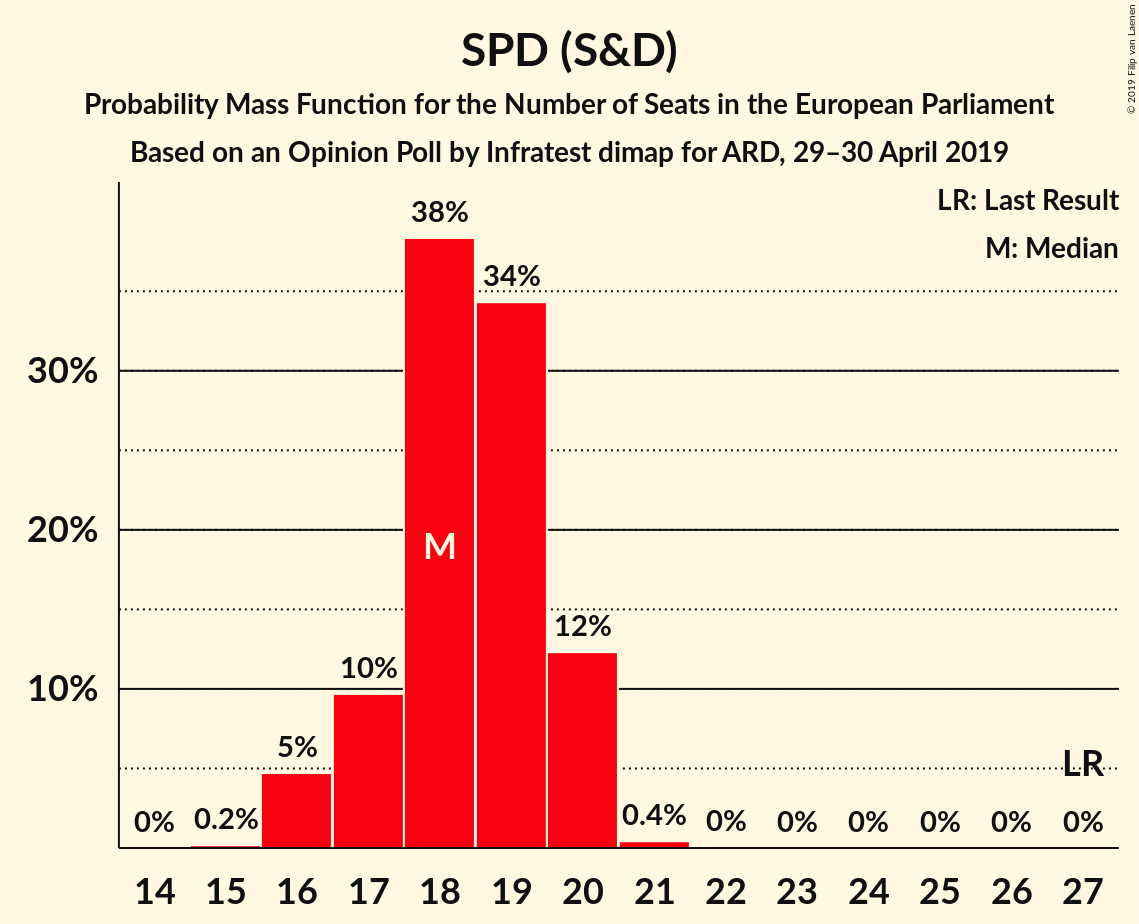 SPD (S&D)
Probability Mass Function for the Number of Seats in the European Parliament
Based on an Opinion Poll by Infratest dimap for ARD, 29–30 April 2019
© 2019 Filip van Laenen
LR: Last Result
M: Median
38%
34%
30%
M
20%
12%
10%
10%
5%
LR
0%
0.2%
0.4%
0%
0%
0%
0%
0%
0%
14 15 16 17 18 19 20 21 22 23 24 25 26 27